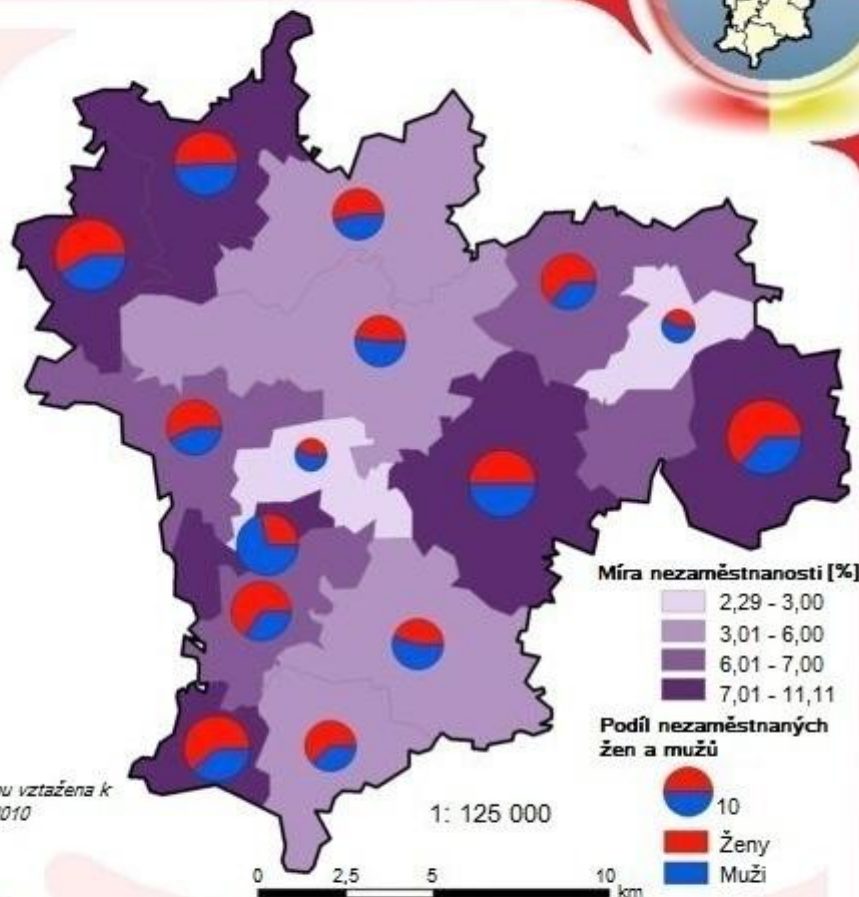 Míra nezaměstnanosti [%]
2,29 - 3,00
3,01 - 6,00
6,01 - 7,00
7,01 - 11,11
Podíl nezaměstnaných
žen a mužů
10
Ženy
Muži
vztažena k
1: 125 000
0 2,5 5 10
km